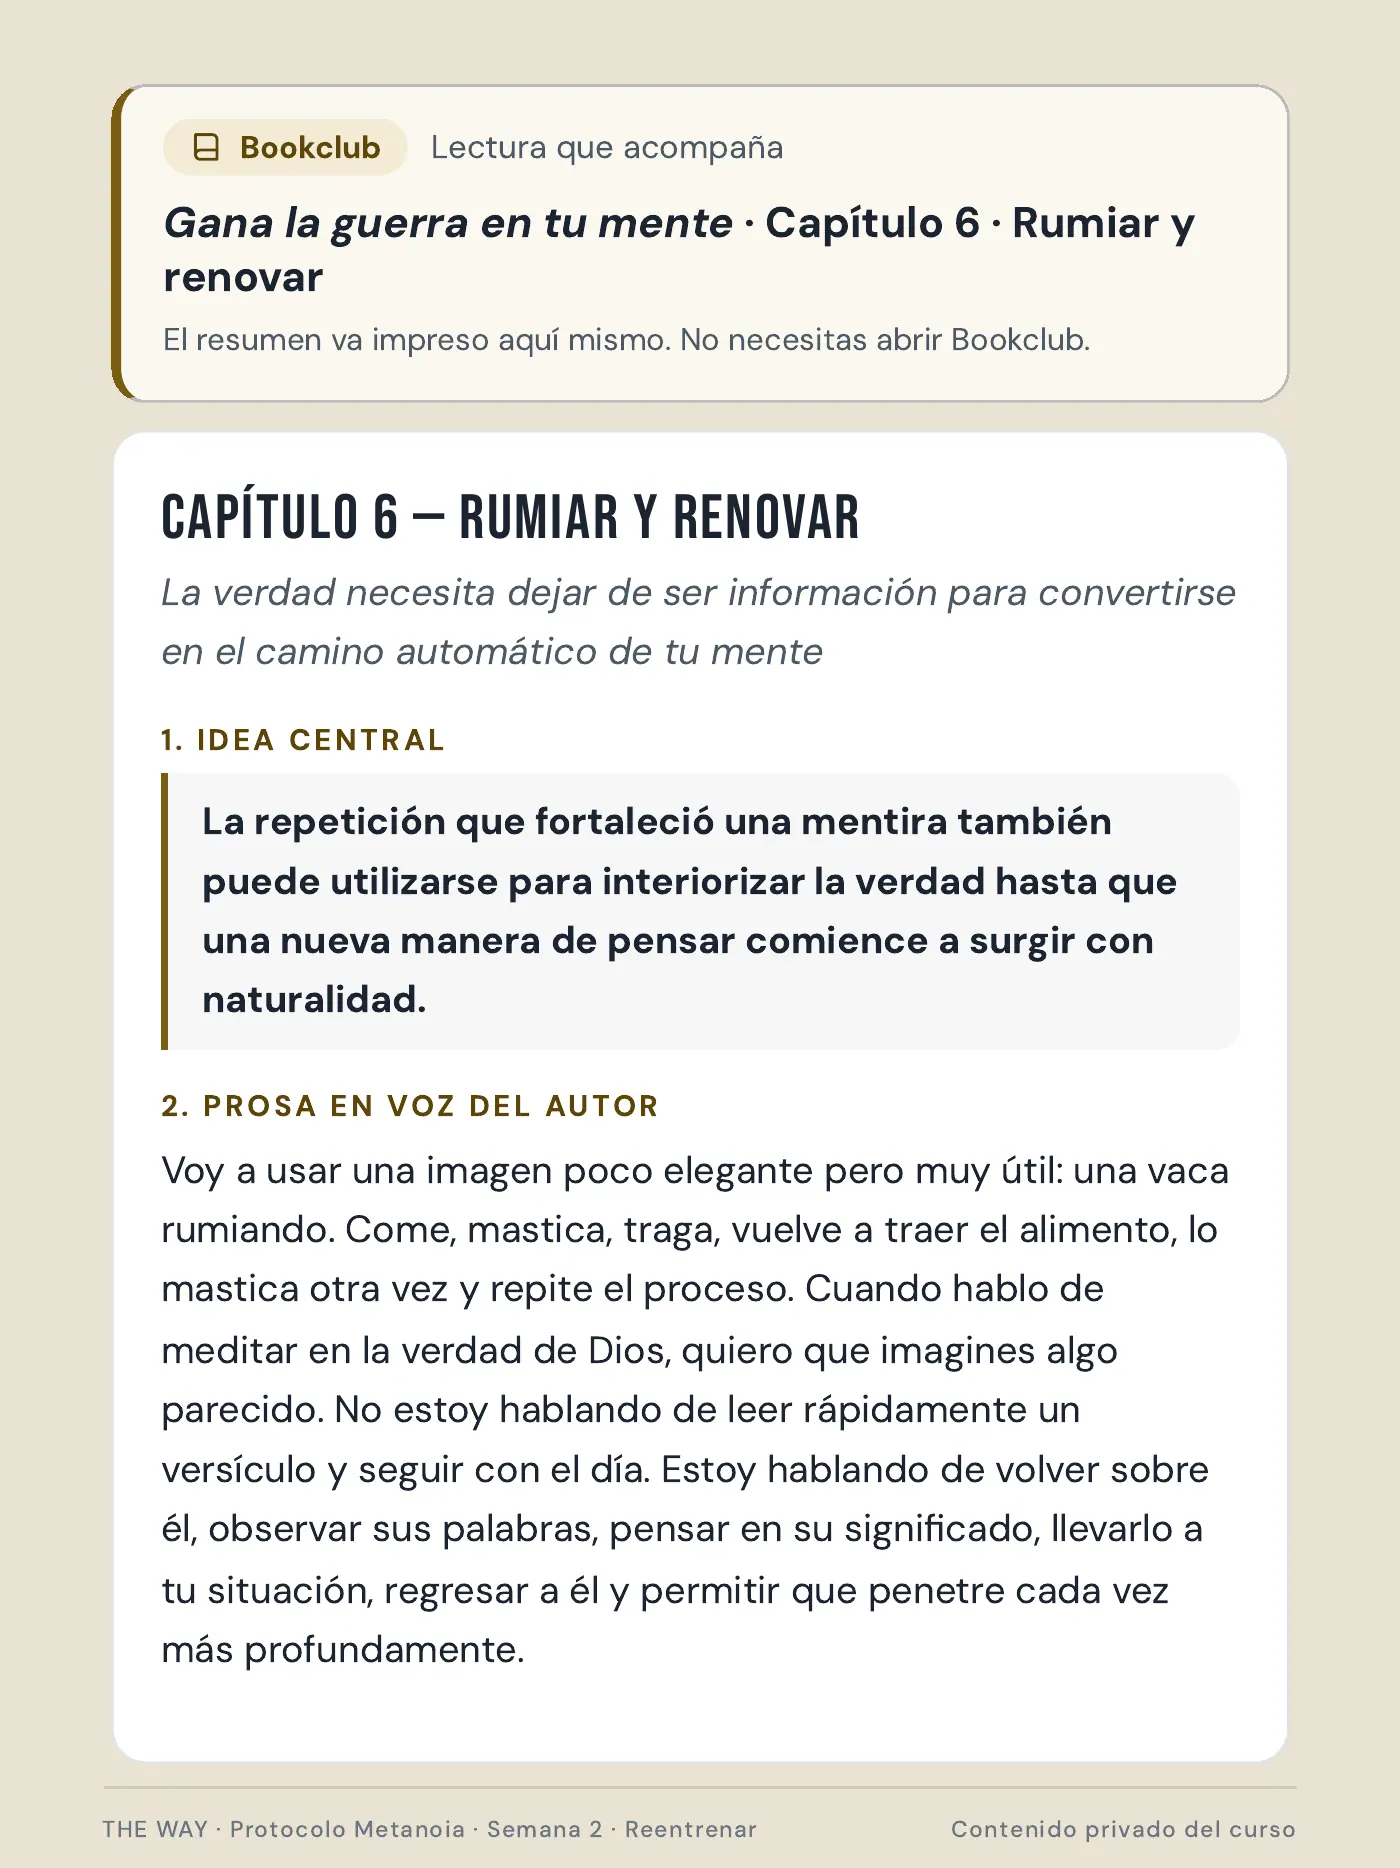 Bookclub Lectura que acompaña
Gana la guerra en tu mente · Capítulo 6 · Rumiar y
renovar
El resumen va impreso aquí mismo. No necesitas abrir Bookclub.
CAPÍTULO 6 – RUMIAR Y RENOVAR
La verdad necesita dejar de ser información para convertirse
en el camino automático de tu mente
1. IDEA CENTRAL
La repetición que fortaleció una mentira también
puede utilizarse para interiorizar la verdad hasta que
una nueva manera de pensar comience a surgir con
naturalidad.
2. PROSA EN VOZ DEL AUTOR
Voy a usar una imagen poco elegante pero muy útil: una vaca
rumiando. Come, mastica, traga, vuelve a traer el alimento, lo
mastica otra vez y repite el proceso. Cuando hablo de
meditar en la verdad de Dios, quiero que imagines algo
parecido. No estoy hablando de leer rápidamente un
versículo y seguir con el día. Estoy hablando de volver sobre
él, observar sus palabras, pensar en su significado, llevarlo a
tu situación, regresar a él y permitir que penetre cada vez
más profundamente.
THE WAY · Protocolo Metanoia · Semana 2 · Reentrenar
Contenido privado del curso